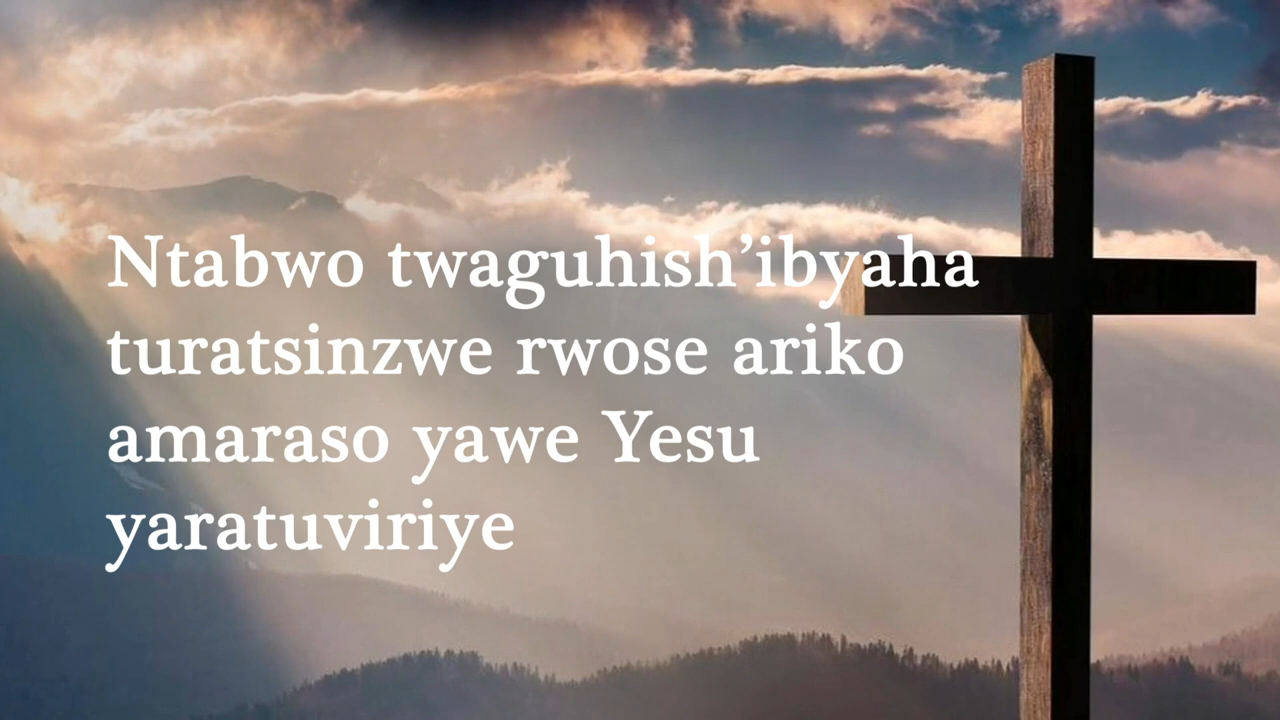 Ntabwo twaguhish’ibyaha
turatsinzwe rwose ariko
amaraso yawe Yesu
yaratuviriye